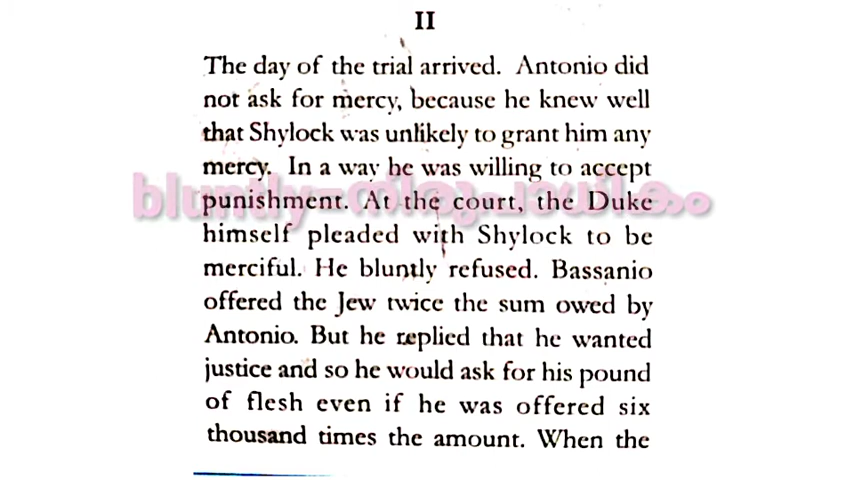 II
The day of the trial arrived. Antonio did
not ask for mercy, because he knew well
that Shylock was unlikely to grant him any
mercy. In a way he was willing to accept
bluntly=
punishment. At the court, the Duke
himself pleaded with Shylock to be
merciful. He bluntly refused. Bassanio
offered the Jew twice the sum owed by
Antonio. But he replied that he wanted
justice and so he would ask for his pound
of flesh even if he was offered six
thousand times the amount. When the